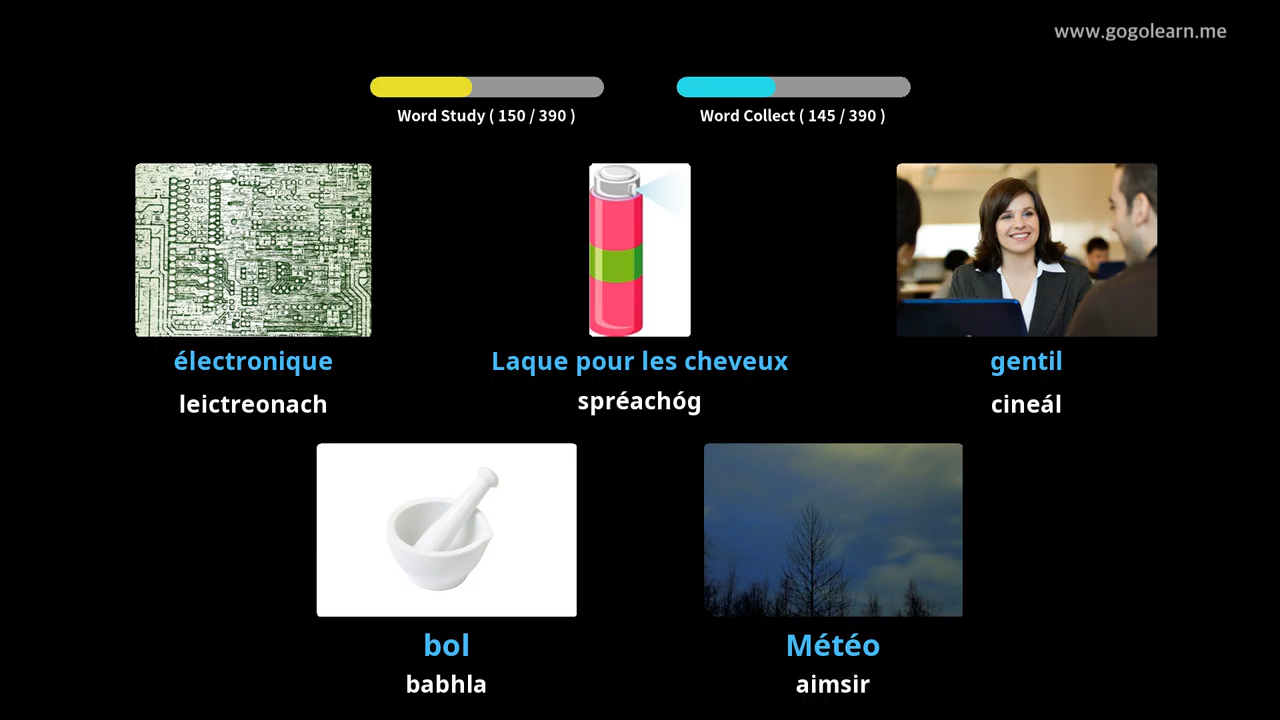 www.gogolearn.me
Word Study ( 150 / 390 )
Word Collect ( 145 / 390 )
électronique
Laque pour les cheveux
gentil
leictreonach
spréachóg
cineál
bol
Météo
babhla
aimsir